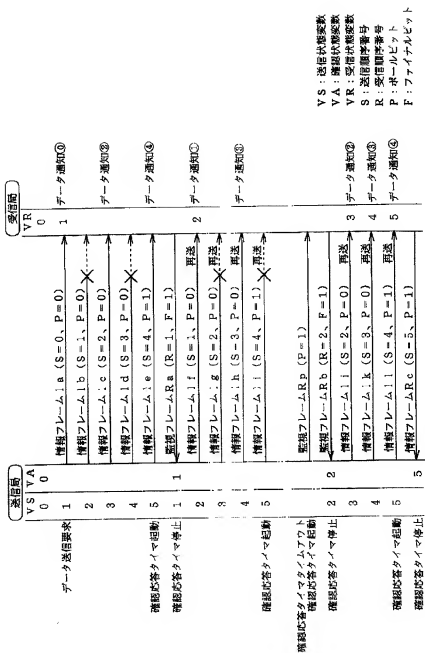 送信局
受信局
VS VA
VR
0 0
0
データ送信要求
1
情報フレームIa (S=0、P=0)
1
データ通知⓪
2
情報フレームIb (S=1、P=0)
3
情報フレームIc (S=2、P=0)
データ通知②
4
情報フレームId (S=3、P=0)
確認応答タイマ起動
5
情報フレームIe (S=4、P=1)
データ通知④
確認応答タイマ停止
1 1
監視フレームRa (R=1、F=1)
2
情報フレームIf (S=1、P=0)
再送
2
データ通知①
3
情報フレームIg (S=2、P=0)
再送
4
情報フレームIh (S=3、P=0)
再送
データ通知③
確認応答タイマ起動
5
情報フレームIi (S=4、P=1)
再送
確認応答タイマタイムアウト
確認応答タイマ起動
監視フレームRp (P=1)
確認応答タイマ停止
2 2
監視フレームRb (R=2、F=1)
3
情報フレームIj (S=2、P=0)
再送
3
データ通知②
4
情報フレームIk (S=3、P=0)
再送
4
データ通知③
確認応答タイマ起動
5
情報フレームIl (S=4、P=1)
再送
5
データ通知④
確認応答タイマ停止
5 5
監視フレームRc (S=5、P=1)
VS:送信状態変数
VA:確認状態変数
VR:受信状態変数
S:送信順序番号
R:受信順序番号
P:ポールビット
F:ファイナルビット